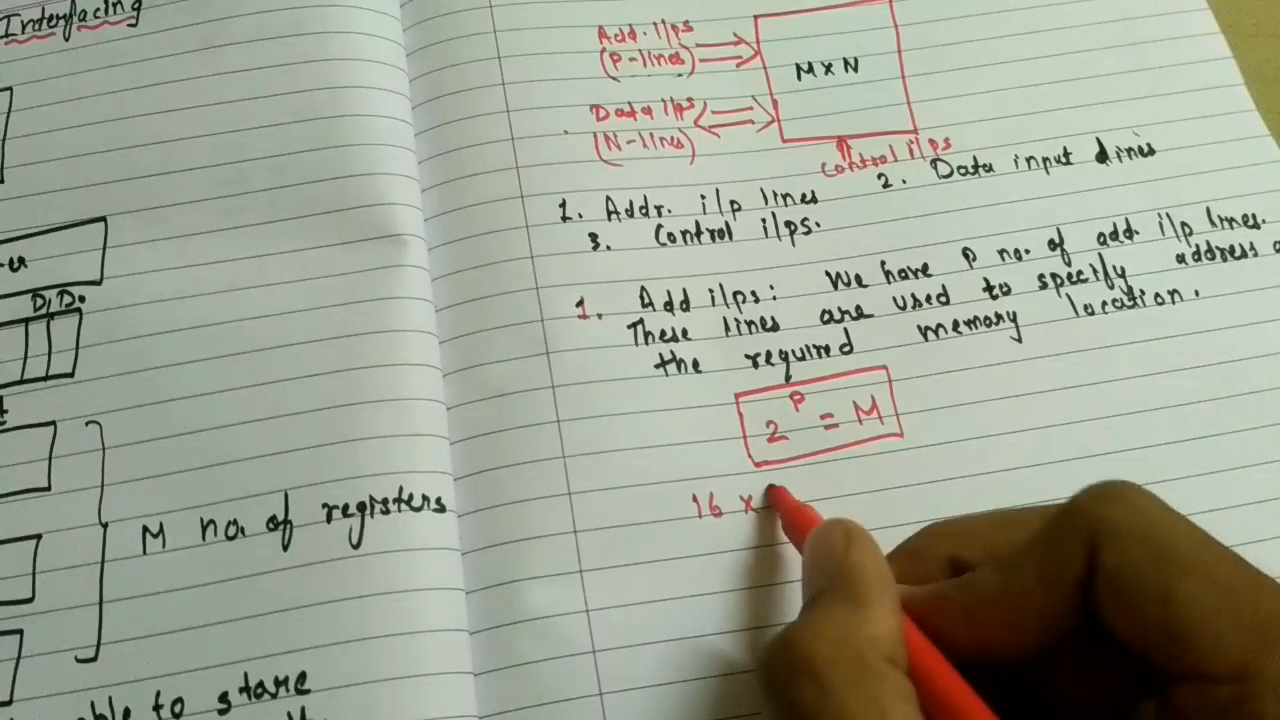 Interfacing
D₁ D₀
M no. of registers
to store
Add. i/ps
(P-lines)
M x N
Data i/ps
(N-lines)
Control i/ps
1. Addr. i/p lines
2. Data input lines
3. Control i/ps.
1. Add i/ps: We have P no. of add. i/p lines.
These lines are used to specify address
the required memory location.
2^P = M
16 x